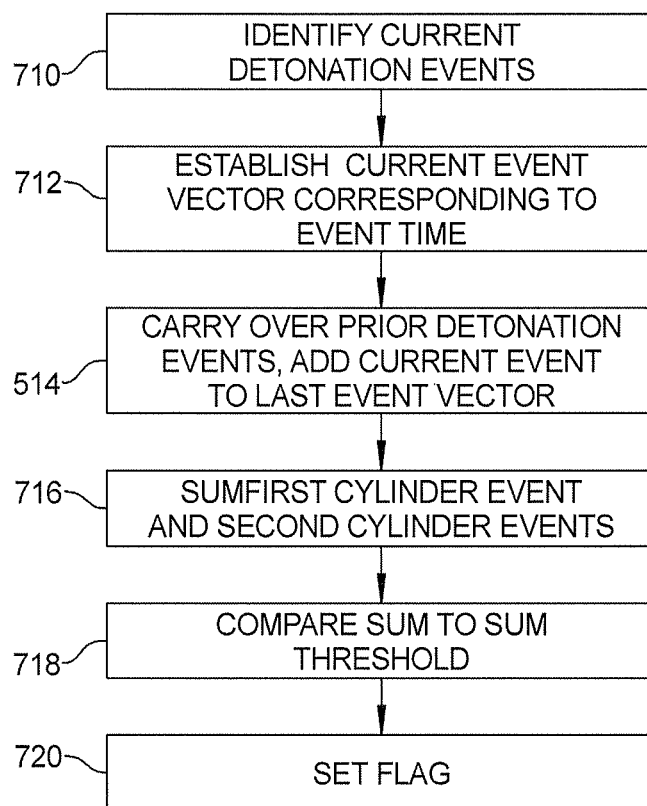 710
IDENTIFY CURRENT
DETONATION EVENTS
712
ESTABLISH CURRENT EVENT
VECTOR CORRESPONDING TO
EVENT TIME
514
CARRY OVER PRIOR DETONATION
EVENTS, ADD CURRENT EVENT
TO LAST EVENT VECTOR
716
SUMFIRST CYLINDER EVENT
AND SECOND CYLINDER EVENTS
718
COMPARE SUM TO SUM
THRESHOLD
720
SET FLAG